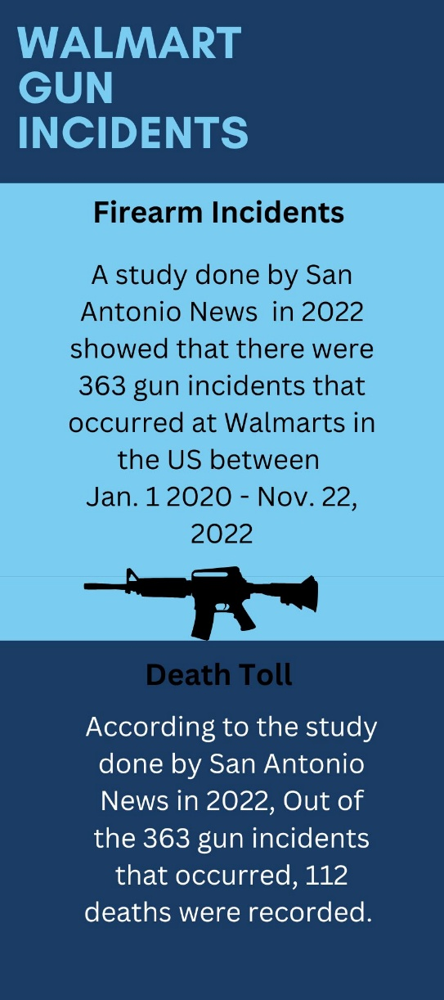 WALMART
GUN
INCIDENTS
Firearm Incidents
A study done by San
Antonio News  in 2022
showed that there were
363 gun incidents that
occurred at Walmarts in
the US between
Jan. 1 2020 - Nov. 22,
2022
Death Toll
According to the study
done by San Antonio
News in 2022, Out of
the 363 gun incidents
that occurred, 112
deaths were recorded.